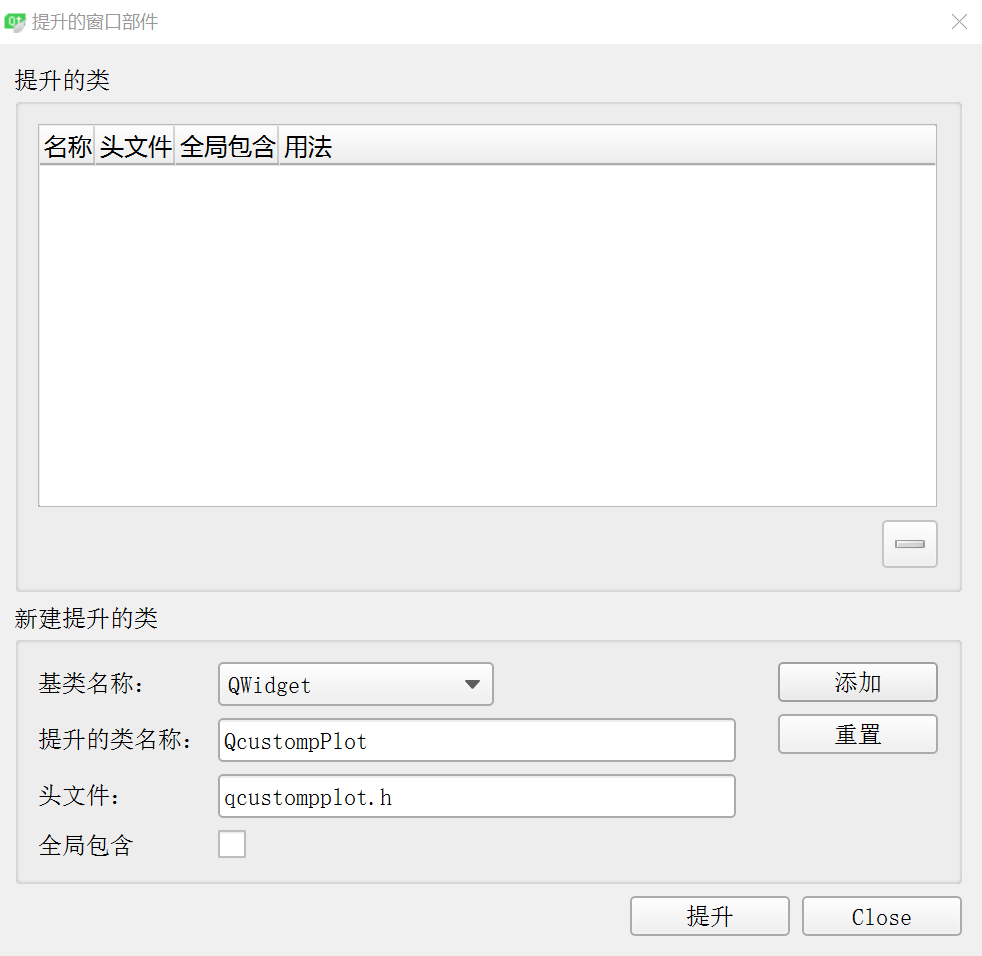 提升的窗口部件
提升的类
名称 头文件 全局包含 用法
新建提升的类
基类名称: QWidget 添加
提升的类名称: QcustompPlot 重置
头文件: qcustompplot.h
全局包含
提升 Close